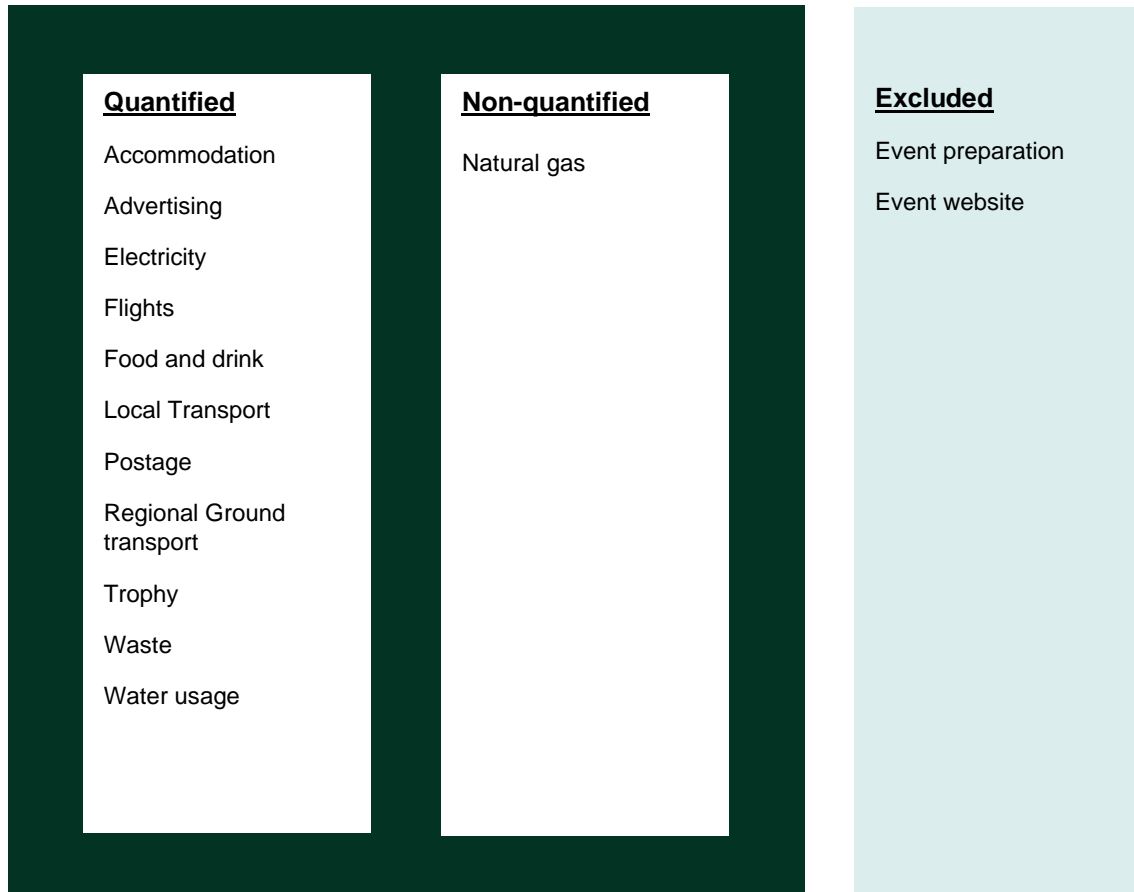 Quantified
Accommodation
Advertising
Electricity
Flights
Food and drink
Local Transport
Postage
Regional Ground
transport
Trophy
Waste
Water usage
Non-quantified
Natural gas
Excluded
Event preparation
Event website